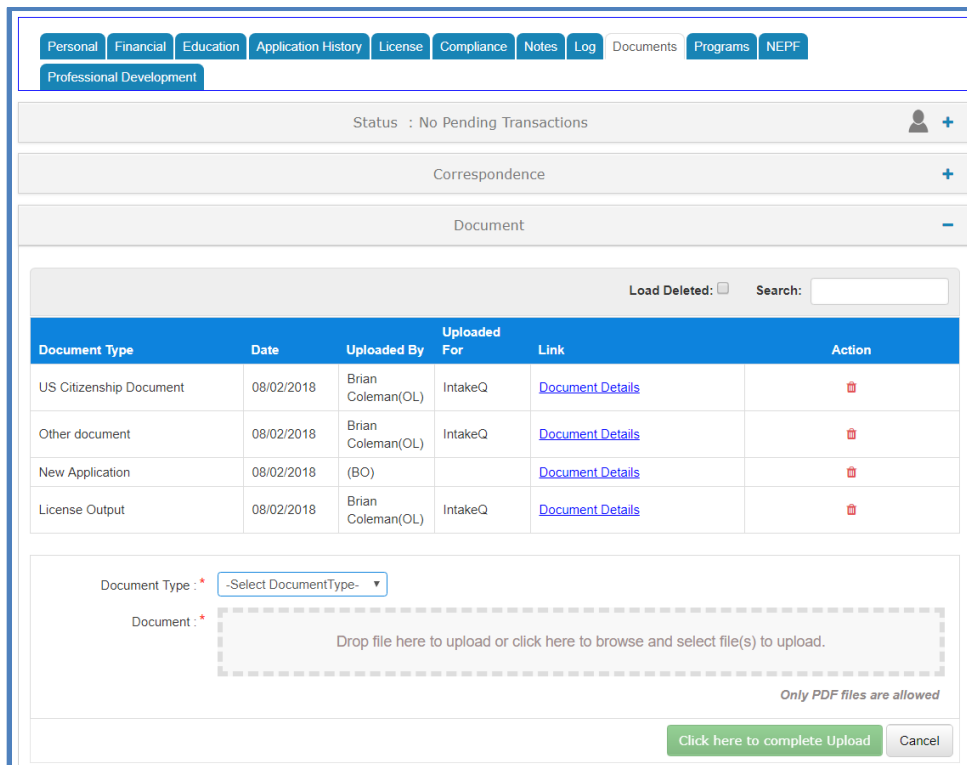 Personal Financial Education Application History License Compliance Notes Log Documents Programs NEPF
Professional Development
Status : No Pending Transactions
Correspondence
Document
Load Deleted: Search:
Document Type Date Uploaded By Uploaded For Link Action
US Citizenship Document 08/02/2018 Brian Coleman(OL) IntakeQ Document Details
Other document 08/02/2018 Brian Coleman(OL) IntakeQ Document Details
New Application 08/02/2018 (BO) Document Details
License Output 08/02/2018 Brian Coleman(OL) IntakeQ Document Details
Document Type : * -Select DocumentType-
Document : *
Drop file here to upload or click here to browse and select file(s) to upload.
Only PDF files are allowed
Click here to complete Upload Cancel